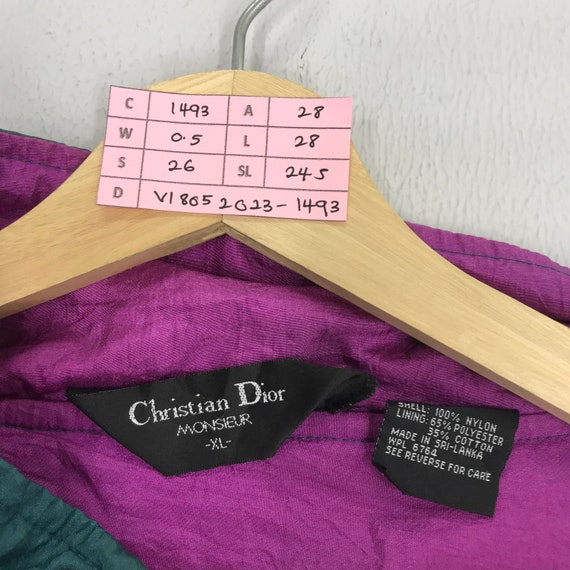 C 1493 A 28
W 0.5 L 28
S 26 SL 24.5
D V1805 2023-1493
Christian Dior
MONSIEUR
-XL-
SHELL: 100% NYLON
LINING: 65% POLYESTER
35% COTTON
MADE IN SRI-LANKA
WPL 6764
SEE REVERSE FOR CARE